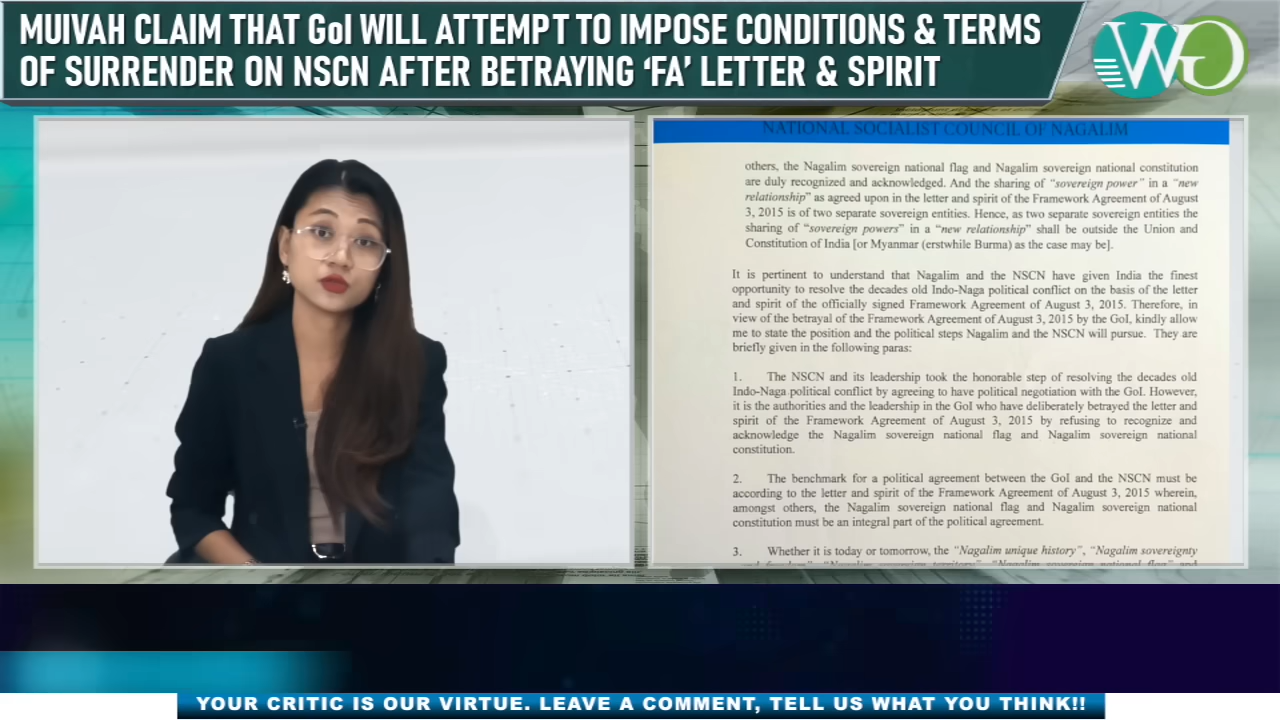 MUIVAH CLAIM THAT GoI WILL ATTEMPT TO IMPOSE CONDITIONS & TERMS
OF SURRENDER ON NSCN AFTER BETRAYING ‘FA’ LETTER & SPIRIT
WO
NATIONAL SOCIALIST COUNCIL OF NAGALIM
others, the Nagalim sovereign national flag and Nagalim sovereign national constitution
are duly recognized and acknowledged. And the sharing of “sovereign power” in a “new
relationship” as agreed upon in the letter and spirit of the Framework Agreement of August
3, 2015 is of two separate sovereign entities. Hence, as two separate sovereign entities the
sharing of “sovereign powers” in a “new relationship” shall be outside the Union and
Constitution of India [or Myanmar (erstwhile Burma) as the case may be].
It is pertinent to understand that Nagalim and the NSCN have given India the finest
opportunity to resolve the decades old Indo-Naga political conflict on the basis of the letter
and spirit of the officially signed Framework Agreement of August 3, 2015. Therefore, in
view of the betrayal of the Framework Agreement of August 3, 2015 by the GoI, kindly allow
me to state the position and the political steps Nagalim and the NSCN will pursue. They are
briefly given in the following paras:
1. The NSCN and its leadership took the honorable step of resolving the decades old
Indo-Naga political conflict by agreeing to have political negotiation with the GoI. However,
it is the authorities and the leadership in the GoI who have deliberately betrayed the letter and
spirit of the Framework Agreement of August 3, 2015 by refusing to recognize and
acknowledge the Nagalim sovereign national flag and Nagalim sovereign national
constitution.
2. The benchmark for a political agreement between the GoI and the NSCN must be
according to the letter and spirit of the Framework Agreement of August 3, 2015 wherein,
amongst others, the Nagalim sovereign national flag and Nagalim sovereign national
constitution must be an integral part of the political agreement.
3. Whether it is today or tomorrow, the “Nagalim unique history”, “Nagalim sovereignty
YOUR CRITIC IS OUR VIRTUE. LEAVE A COMMENT, TELL US WHAT YOU THINK!!